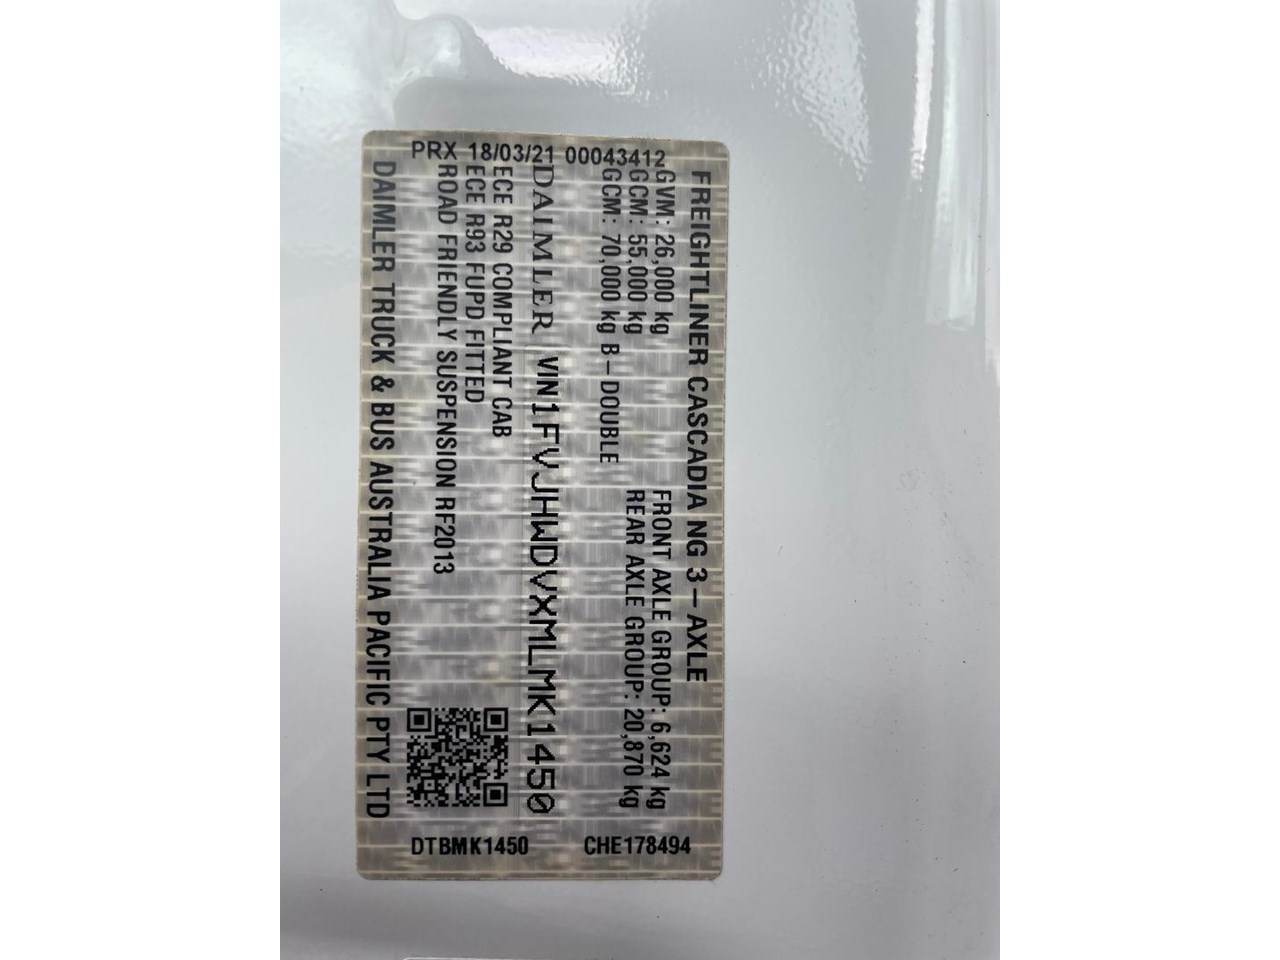 PRX 18/03/21 00043412
FREIGHTLINER CASCADIA NG 3-AXLE
GVM: 26,000 kg FRONT AXLE GROUP: 6,624 kg
GCM: 55,000 kg REAR AXLE GROUP: 20,870 kg
GCM: 70,000 kg B-DOUBLE
DAIMLER VIN1FVJHWDVXMLMK1450
ECE R29 COMPLIANT CAB
ECE R93 FUPD FITTED
ROAD FRIENDLY SUSPENSION RF2013
DAIMLER TRUCK & BUS AUSTRALIA PACIFIC PTY LTD
DTBMK1450 CHE178494